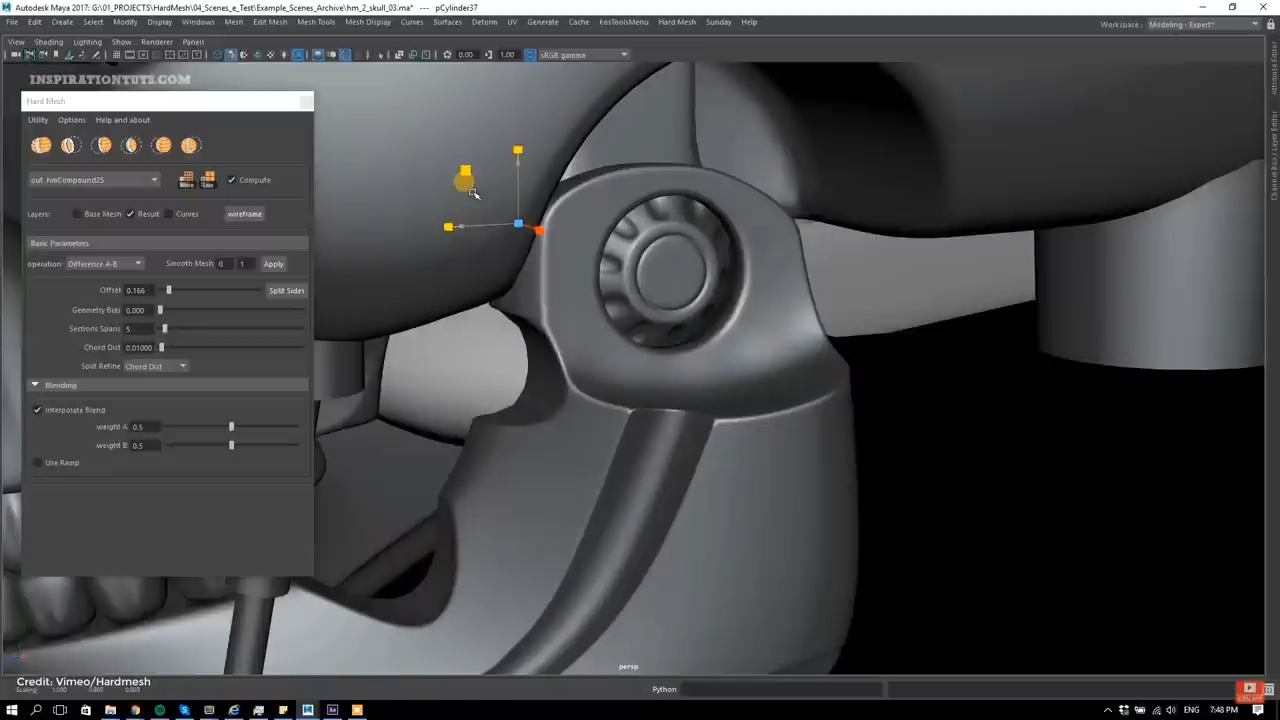 Autodesk Maya 2017: G:\01_PROJECTS\HardMesh\04_Scenes_e_Test\Example_Scenes_Archive\hm_2_skull_03.ma* --- pCylinder37
File Edit Create Select Modify Display Windows Mesh Edit Mesh Mesh Tools Mesh Display Curves Surfaces Deform UV Generate Cache kosToolsMenu Hard Mesh Sunday Help
Workspace: Modeling - Expert*
View Shading Lighting Show Renderer Panels
0.00 1.00 sRGB gamma
INSPIRATIONTUTS.COM
Hard Mesh
Utility Options Help and about
out_hmCompound25 Compute
Layers: Base Mesh Result Curves wireframe
Basic Parameters
operation: Difference A-B Smooth Mesh 0 1 Apply
Offset 0.166 Split Sides
Geometry Bias 0.000
Sections Spans 5
Chord Dist 0.01000
Split Refine Chord Dist
Blending
Interpolate Blend
weight A 0.5
weight B 0.5
Use Ramp
Attribute Editor
Channel Box / Layer Editor
persp
Credit: Vimeo/Hardmesh
Python
ENG 7:48 PM